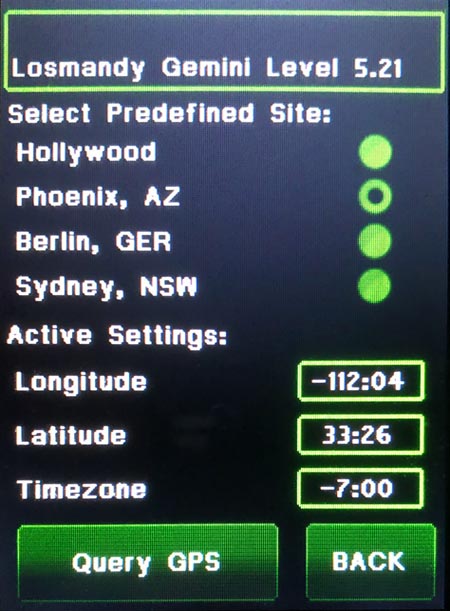 Losmandy Gemini Level 5.21
Select Predefined Site:
Hollywood
Phoenix, AZ
Berlin, GER
Sydney, NSW
Active Settings:
Longitude -112:04
Latitude 33:26
Timezone -7:00
Query GPS BACK